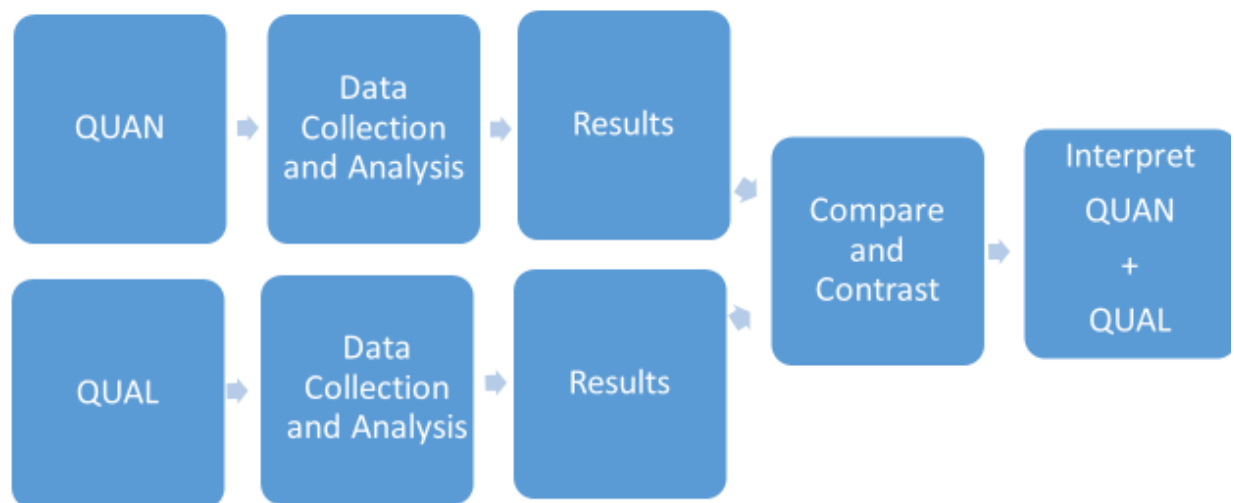 QUAN
Data
Collection
and Analysis
Results
QUAL
Data
Collection
and Analysis
Results
Compare
and
Contrast
Interpret
QUAN
+
QUAL